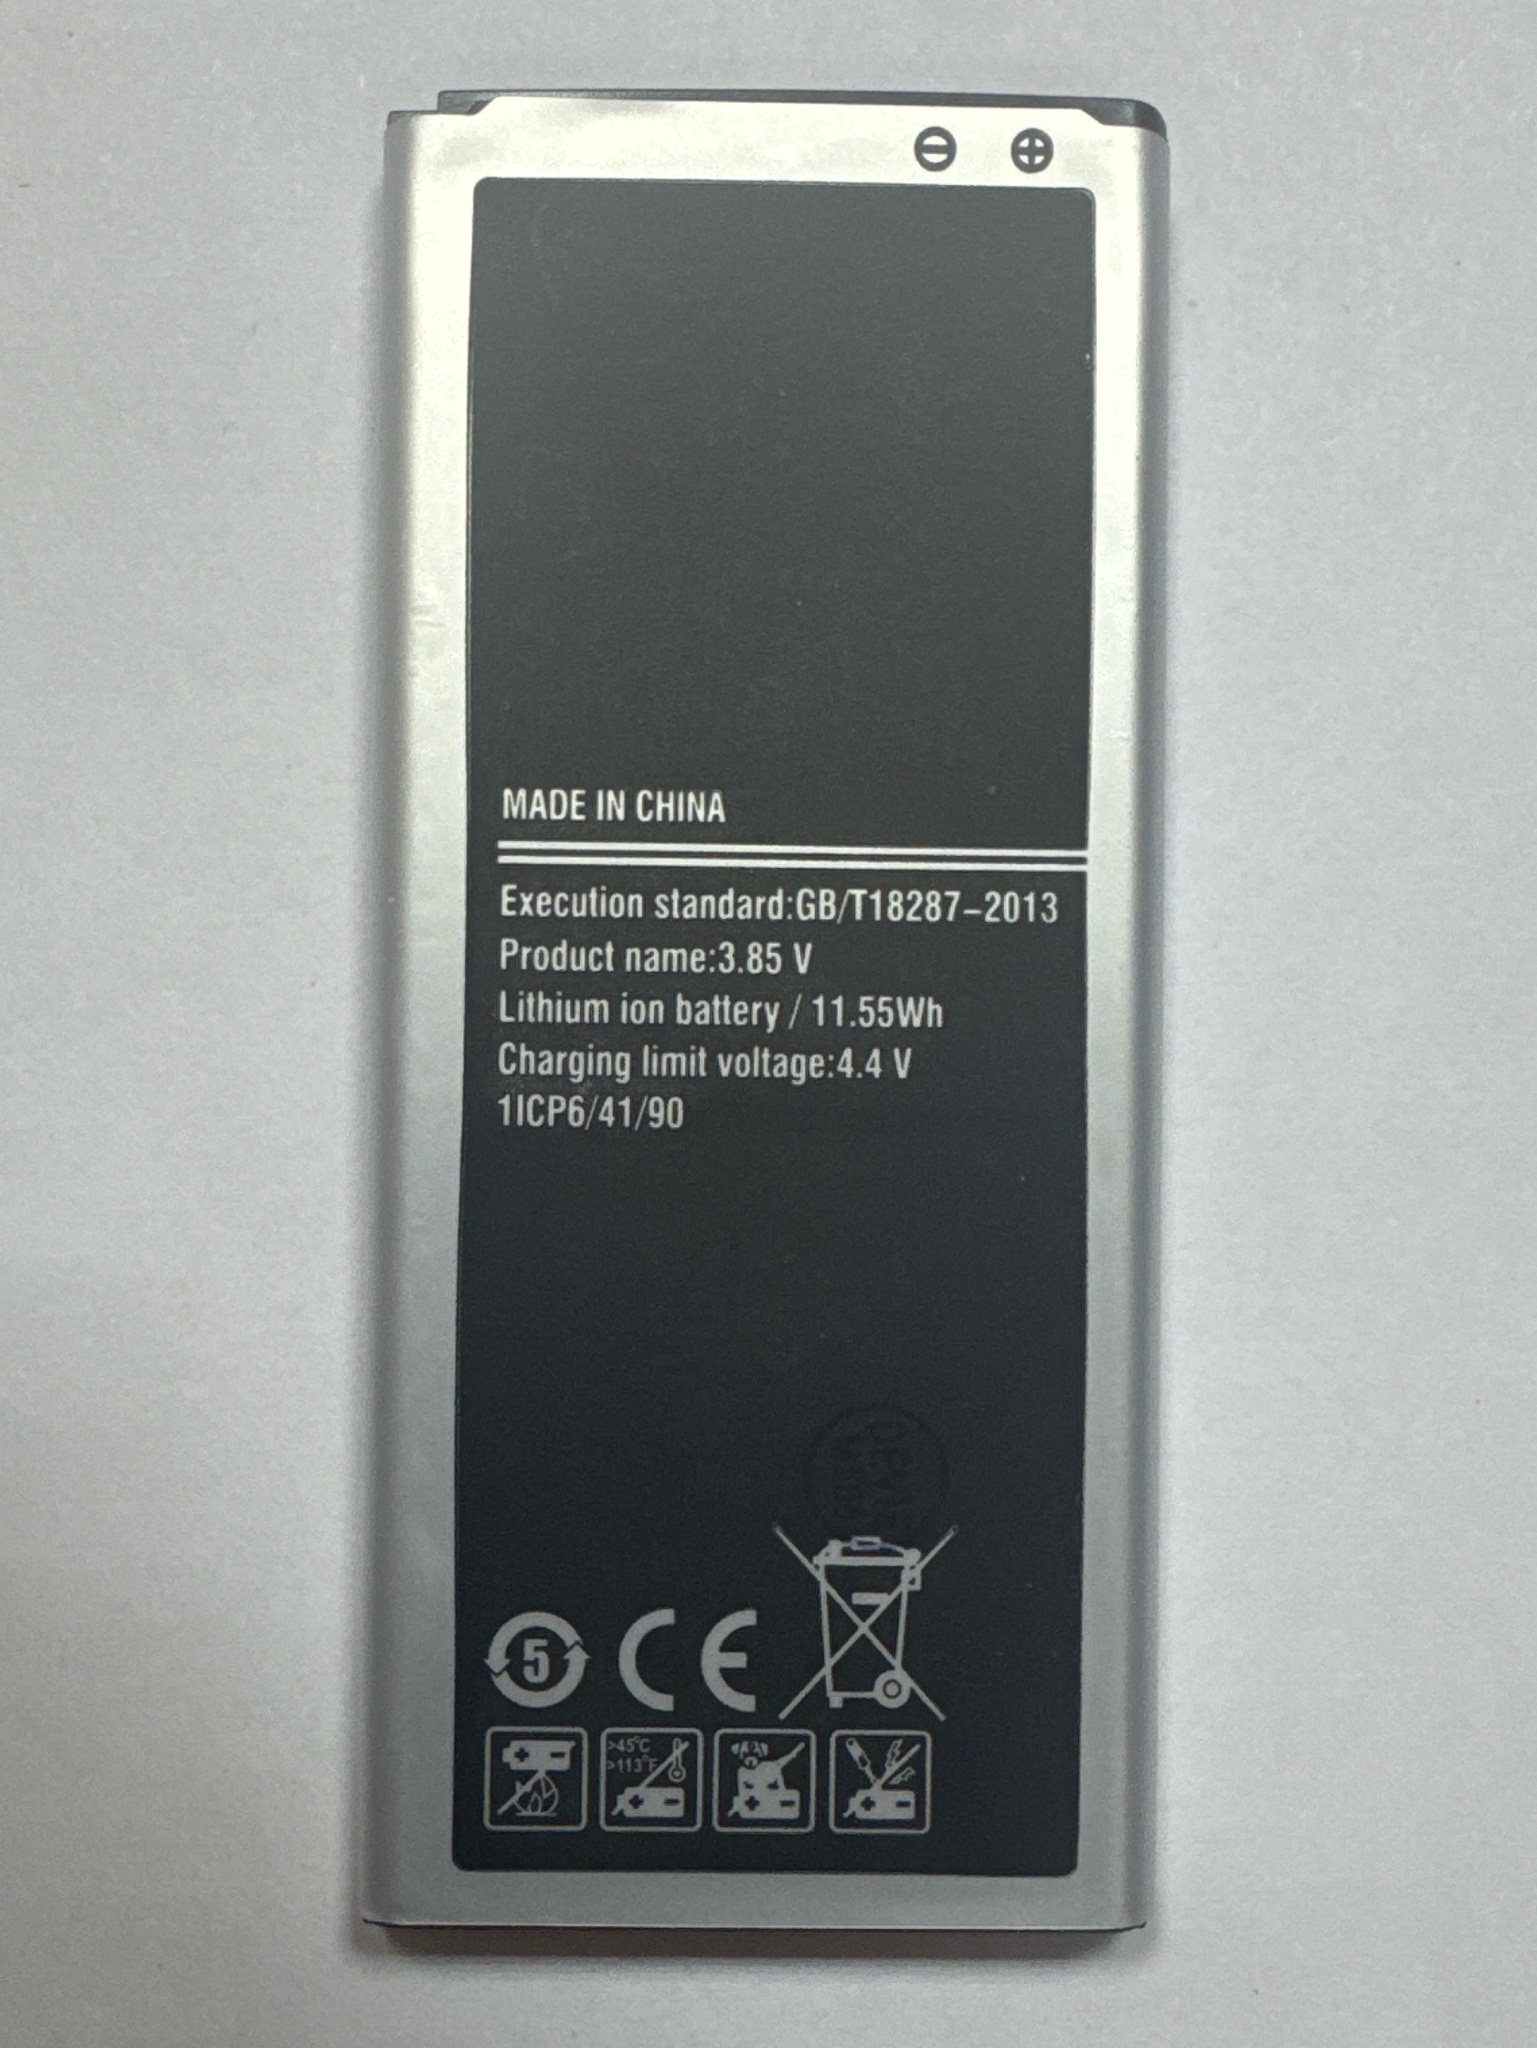 MADE IN CHINA
Execution standard:GB/T18287-2013
Product name:3.85 V
Lithium ion battery / 11.55Wh
Charging limit voltage:4.4 V
1ICP6/41/90
5 CE
>45°C
>113°F